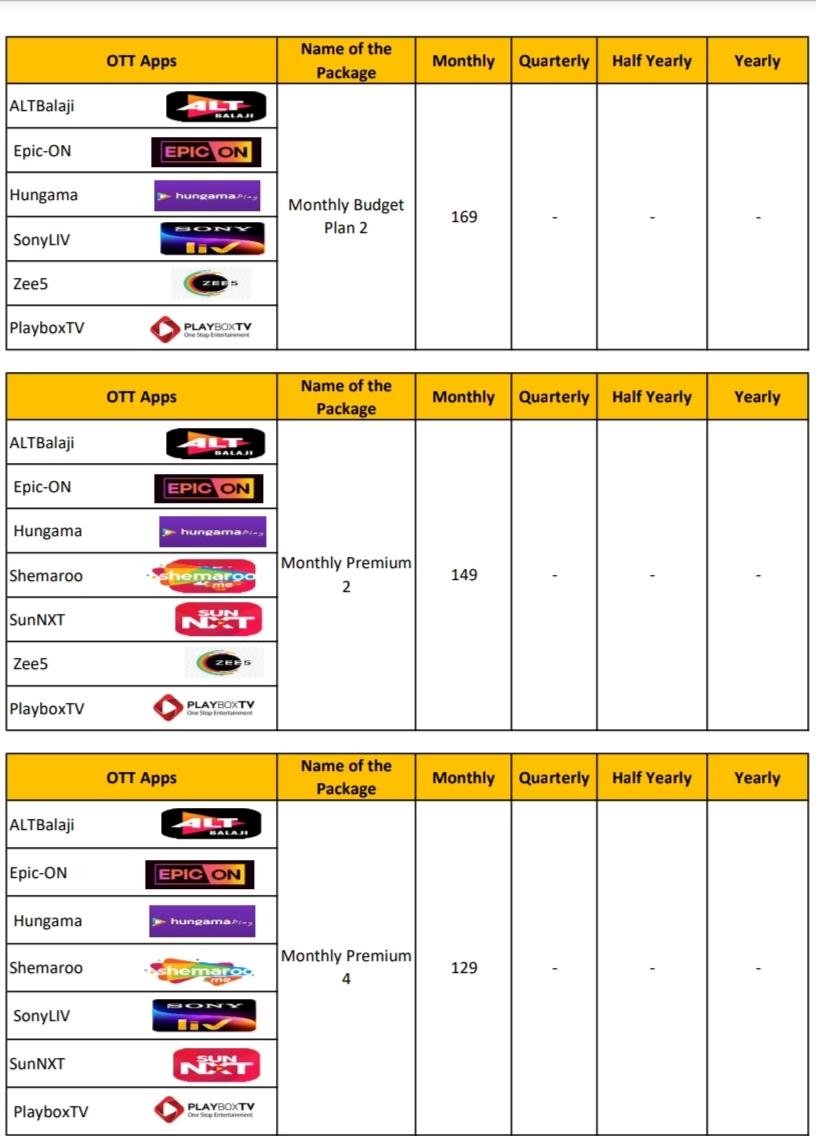 OTT Apps Name of the Package Monthly Quarterly Half Yearly Yearly
ALTBalaji ALT BALAJI
Epic-ON EPIC ON
Hungama hungama Play
SonyLIV SONY liv
Zee5 ZEE5
PlayboxTV PLAYBOXTV One Stop Entertainment
Monthly Budget
Plan 2
169 - - -
OTT Apps Name of the Package Monthly Quarterly Half Yearly Yearly
ALTBalaji ALT BALAJI
Epic-ON EPIC ON
Hungama hungama Play
Shemaroo shemaroo me
SunNXT SUN NXT
Zee5 ZEE5
PlayboxTV PLAYBOXTV One Stop Entertainment
Monthly Premium
2
149 - - -
OTT Apps Name of the Package Monthly Quarterly Half Yearly Yearly
ALTBalaji ALT BALAJI
Epic-ON EPIC ON
Hungama hungama Play
Shemaroo shemaroo me
SonyLIV SONY liv
SunNXT SUN NXT
PlayboxTV PLAYBOXTV One Stop Entertainment
Monthly Premium
4
129 - - -